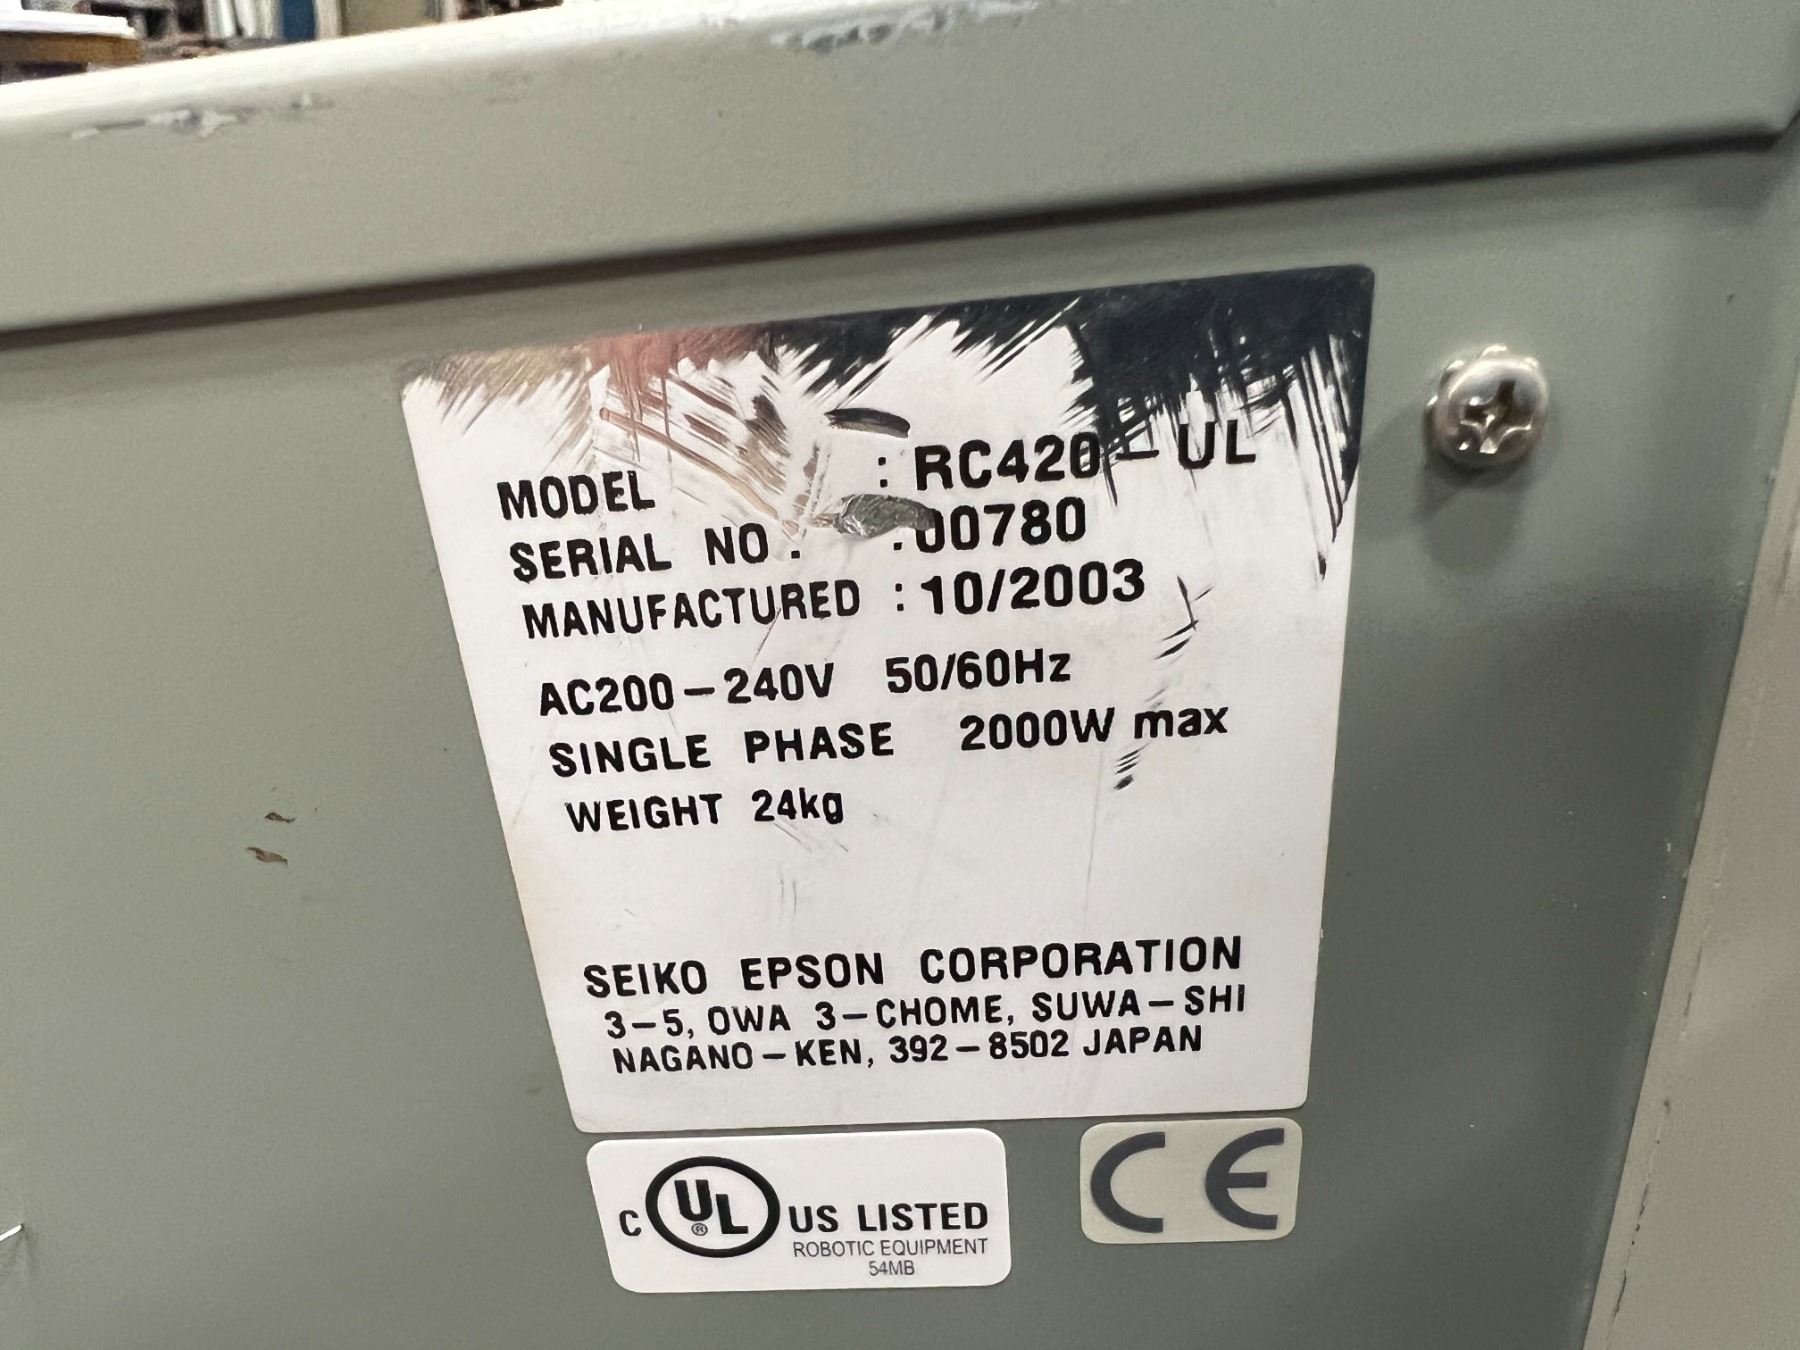 MODEL : RC420-UL
SERIAL NO. :00780
MANUFACTURED : 10/2003
AC200-240V 50/60Hz
SINGLE PHASE 2000W max
WEIGHT 24kg
SEIKO EPSON CORPORATION
3-5, OWA 3-CHOME, SUWA-SHI
NAGANO-KEN, 392-8502 JAPAN
C UL ® US LISTED
ROBOTIC EQUIPMENT
54MB
CE